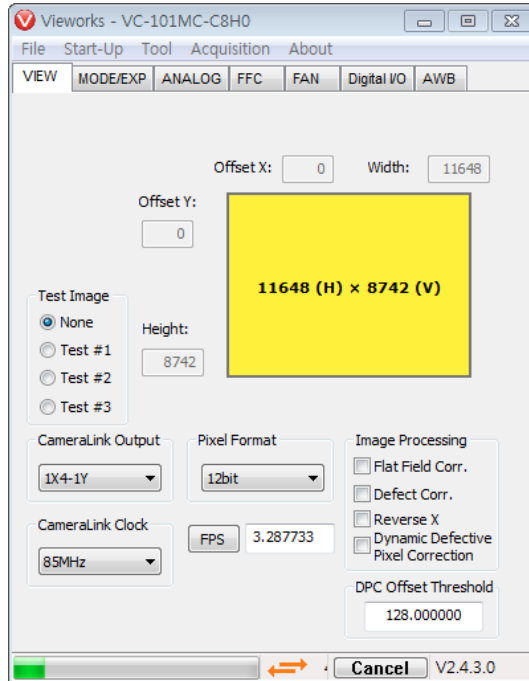 Vieworks - VC-101MC-C8H0
File Start-Up Tool Acquisition About
VIEW MODE/EXP ANALOG FFC FAN Digital I/O AWB
Offset X: 0 Width: 11648
Offset Y:
0
11648 (H) × 8742 (V)
Test Image
None
Test #1
Test #2
Test #3
Height:
8742
CameraLink Output
1X4-1Y
Pixel Format
12bit
Image Processing
Flat Field Corr.
Defect Corr.
Reverse X
Dynamic Defective
Pixel Correction
CameraLink Clock
85MHz
FPS 3.287733
DPC Offset Threshold
128.000000
Cancel V2.4.3.0